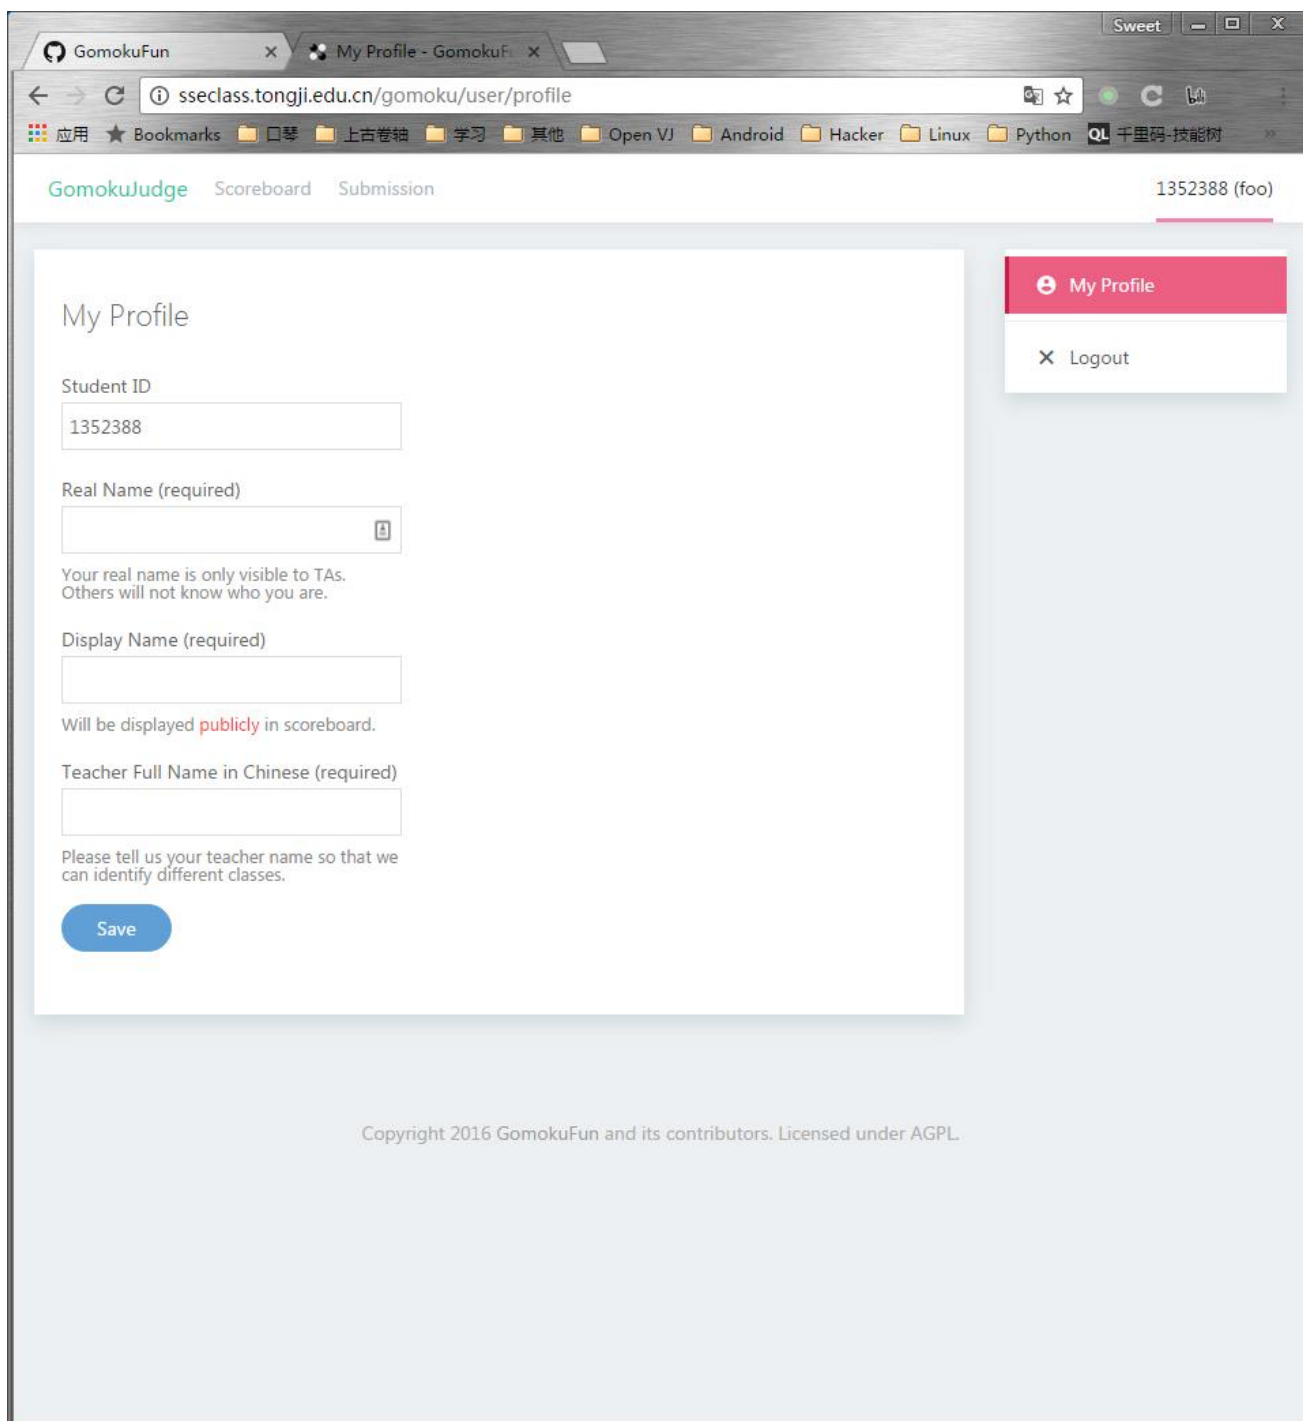 Sweet
GomokuFun
My Profile - GomokuF
sseclass.tongji.edu.cn/gomoku/user/profile
应用 Bookmarks 口琴 上古卷轴 学习 其他 Open VJ Android Hacker Linux Python QL 千里码-技能树 »
GomokuJudge Scoreboard Submission 1352388 (foo)
My Profile
Student ID
1352388
Real Name (required)
Your real name is only visible to TAs.
Others will not know who you are.
Display Name (required)
Will be displayed publicly in scoreboard.
Teacher Full Name in Chinese (required)
Please tell us your teacher name so that we
can identify different classes.
Save
My Profile
Logout
Copyright 2016 GomokuFun and its contributors. Licensed under AGPL.